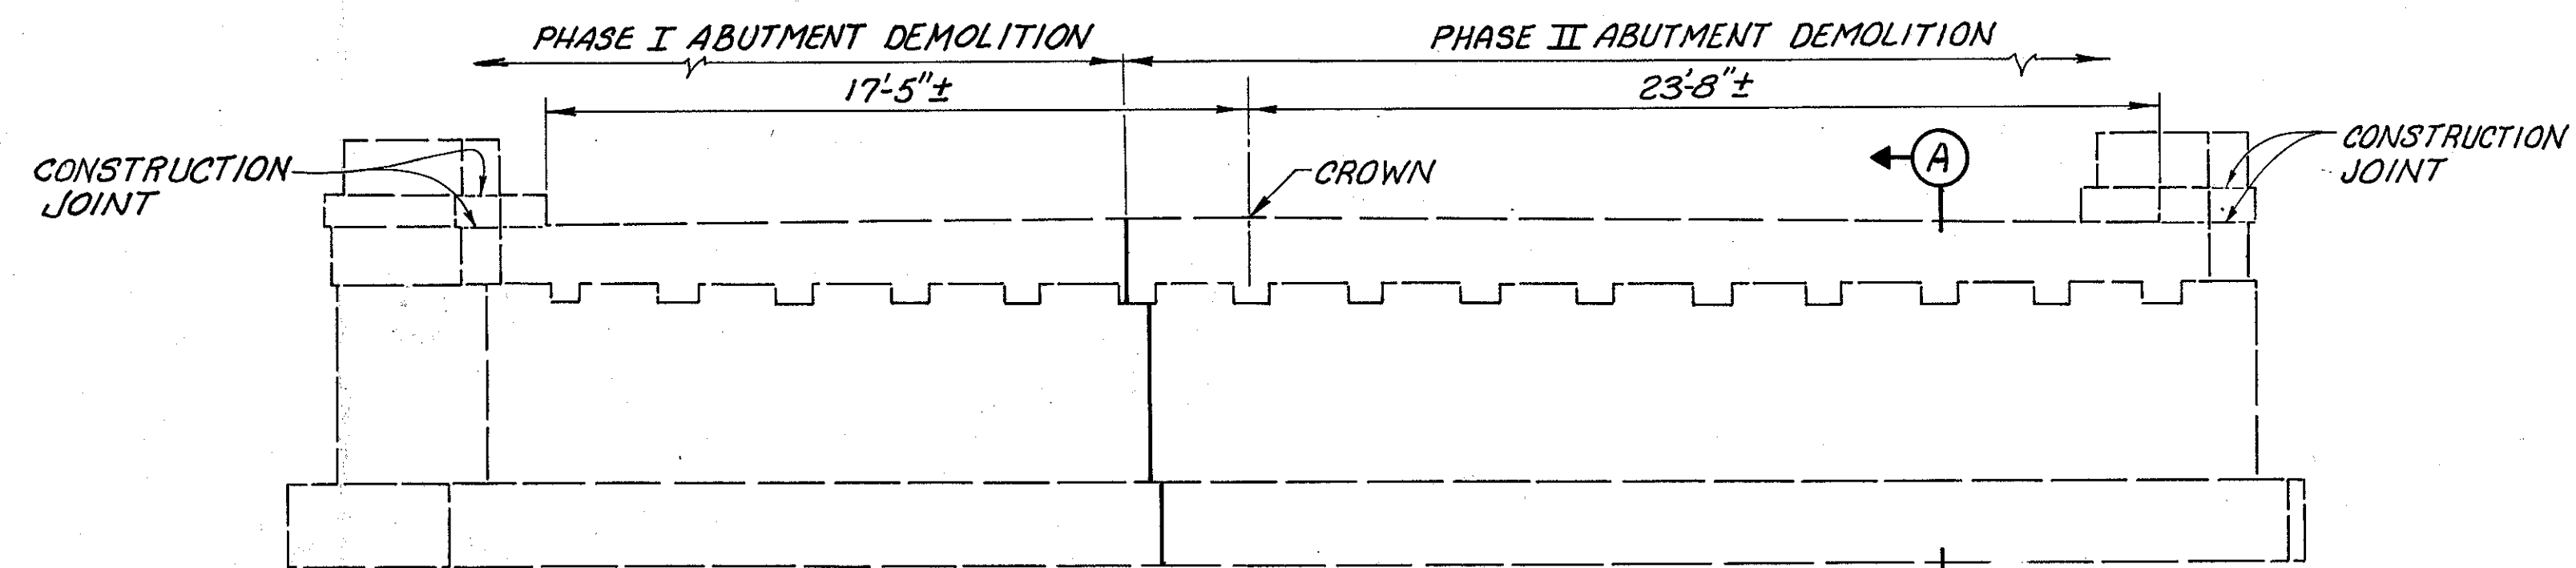 PHASE I ABUTMENT DEMOLITION
PHASE II ABUTMENT DEMOLITION
17'-5"±
23'-8"±
CONSTRUCTION
JOINT
CROWN
A
CONSTRUCTION
JOINT